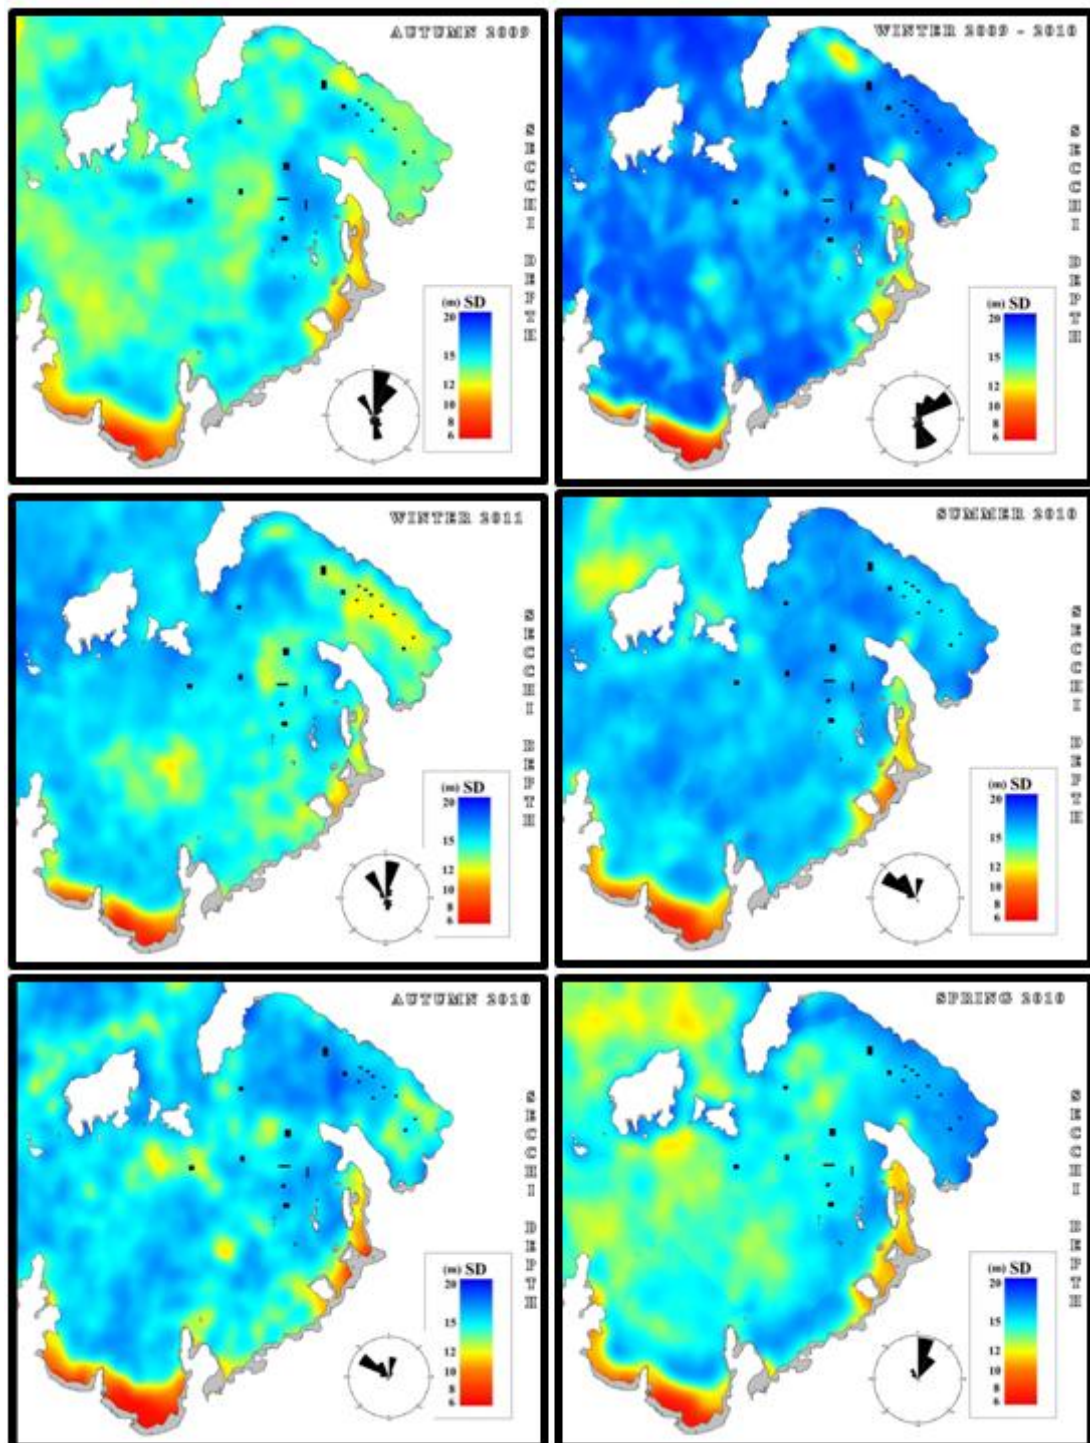 AUTUMN 2009
SECCHI DEPTH
(m) SD
20
15
12
10
8
6
WINTER 2009 - 2010
SECCHI DEPTH
(m) SD
20
15
12
10
8
6
WINTER 2011
SECCHI DEPTH
(m) SD
20
15
12
10
8
6
SUMMER 2010
SECCHI DEPTH
(m) SD
20
15
12
10
8
6
AUTUMN 2010
SECCHI DEPTH
(m) SD
20
15
12
10
8
6
SPRING 2010
SECCHI DEPTH
(m) SD
20
15
12
10
8
6